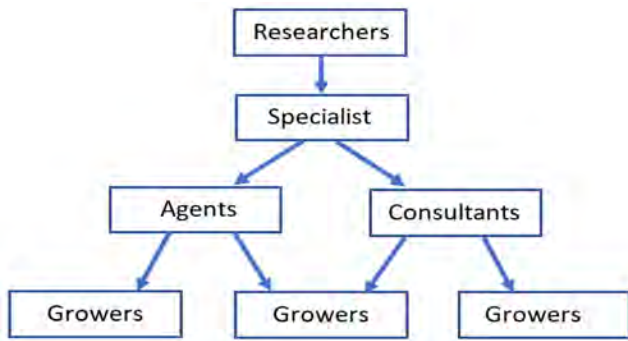 Researchers
Specialist
Agents
Consultants
Growers
Growers
Growers